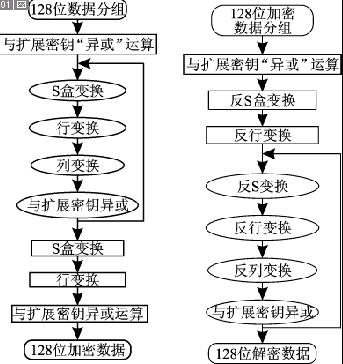 01
128位数据分组
与扩展密钥“异或”运算
S盒变换
行变换
列变换
与扩展密钥异或
S盒变换
行变换
与扩展密钥异或运算
128位加密数据
128位加密
数据分组
与扩展密钥“异或”运算
反S盒变换
反行变换
反S变换
反行变换
反列变换
与扩展密钥异或
128位解密数据